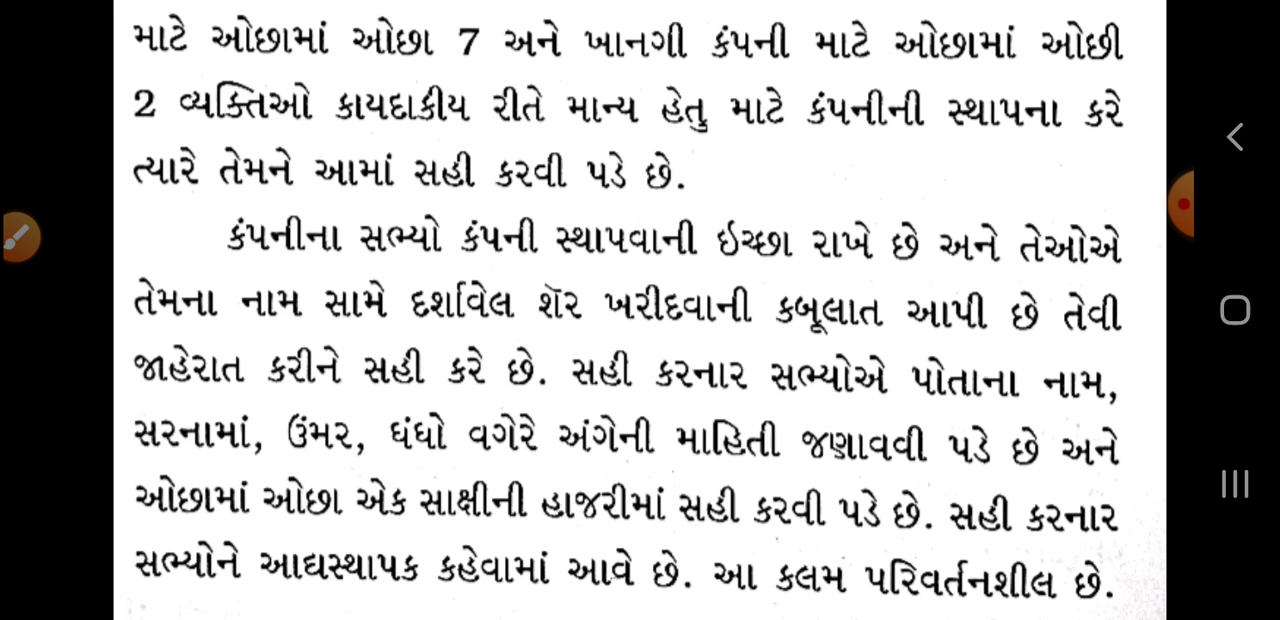 માટે ઓછામાં ઓછા 7 અને ખાનગી કંપની માટે ઓછામાં ઓછી
2 વ્યક્તિઓ કાયદાકીય રીતે માન્ય હેતુ માટે કંપનીની સ્થાપના કરે
ત્યારે તેમને આમાં સહી કરવી પડે છે.
કંપનીના સભ્યો કંપની સ્થાપવાની ઇચ્છા રાખે છે અને તેઓએ
તેમના નામ સામે દર્શાવેલ શૅર ખરીદવાની કબૂલાત આપી છે તેવી
જાહેરાત કરીને સહી કરે છે. સહી કરનાર સભ્યોએ પોતાના નામ,
સરનામાં, ઉંમર, ધંધો વગેરે અંગેની માહિતી જણાવવી પડે છે અને
ઓછામાં ઓછા એક સાક્ષીની હાજરીમાં સહી કરવી પડે છે. સહી કરનાર
સભ્યોને આદ્યસ્થાપક કહેવામાં આવે છે. આ કલમ પરિવર્તનશીલ છે.